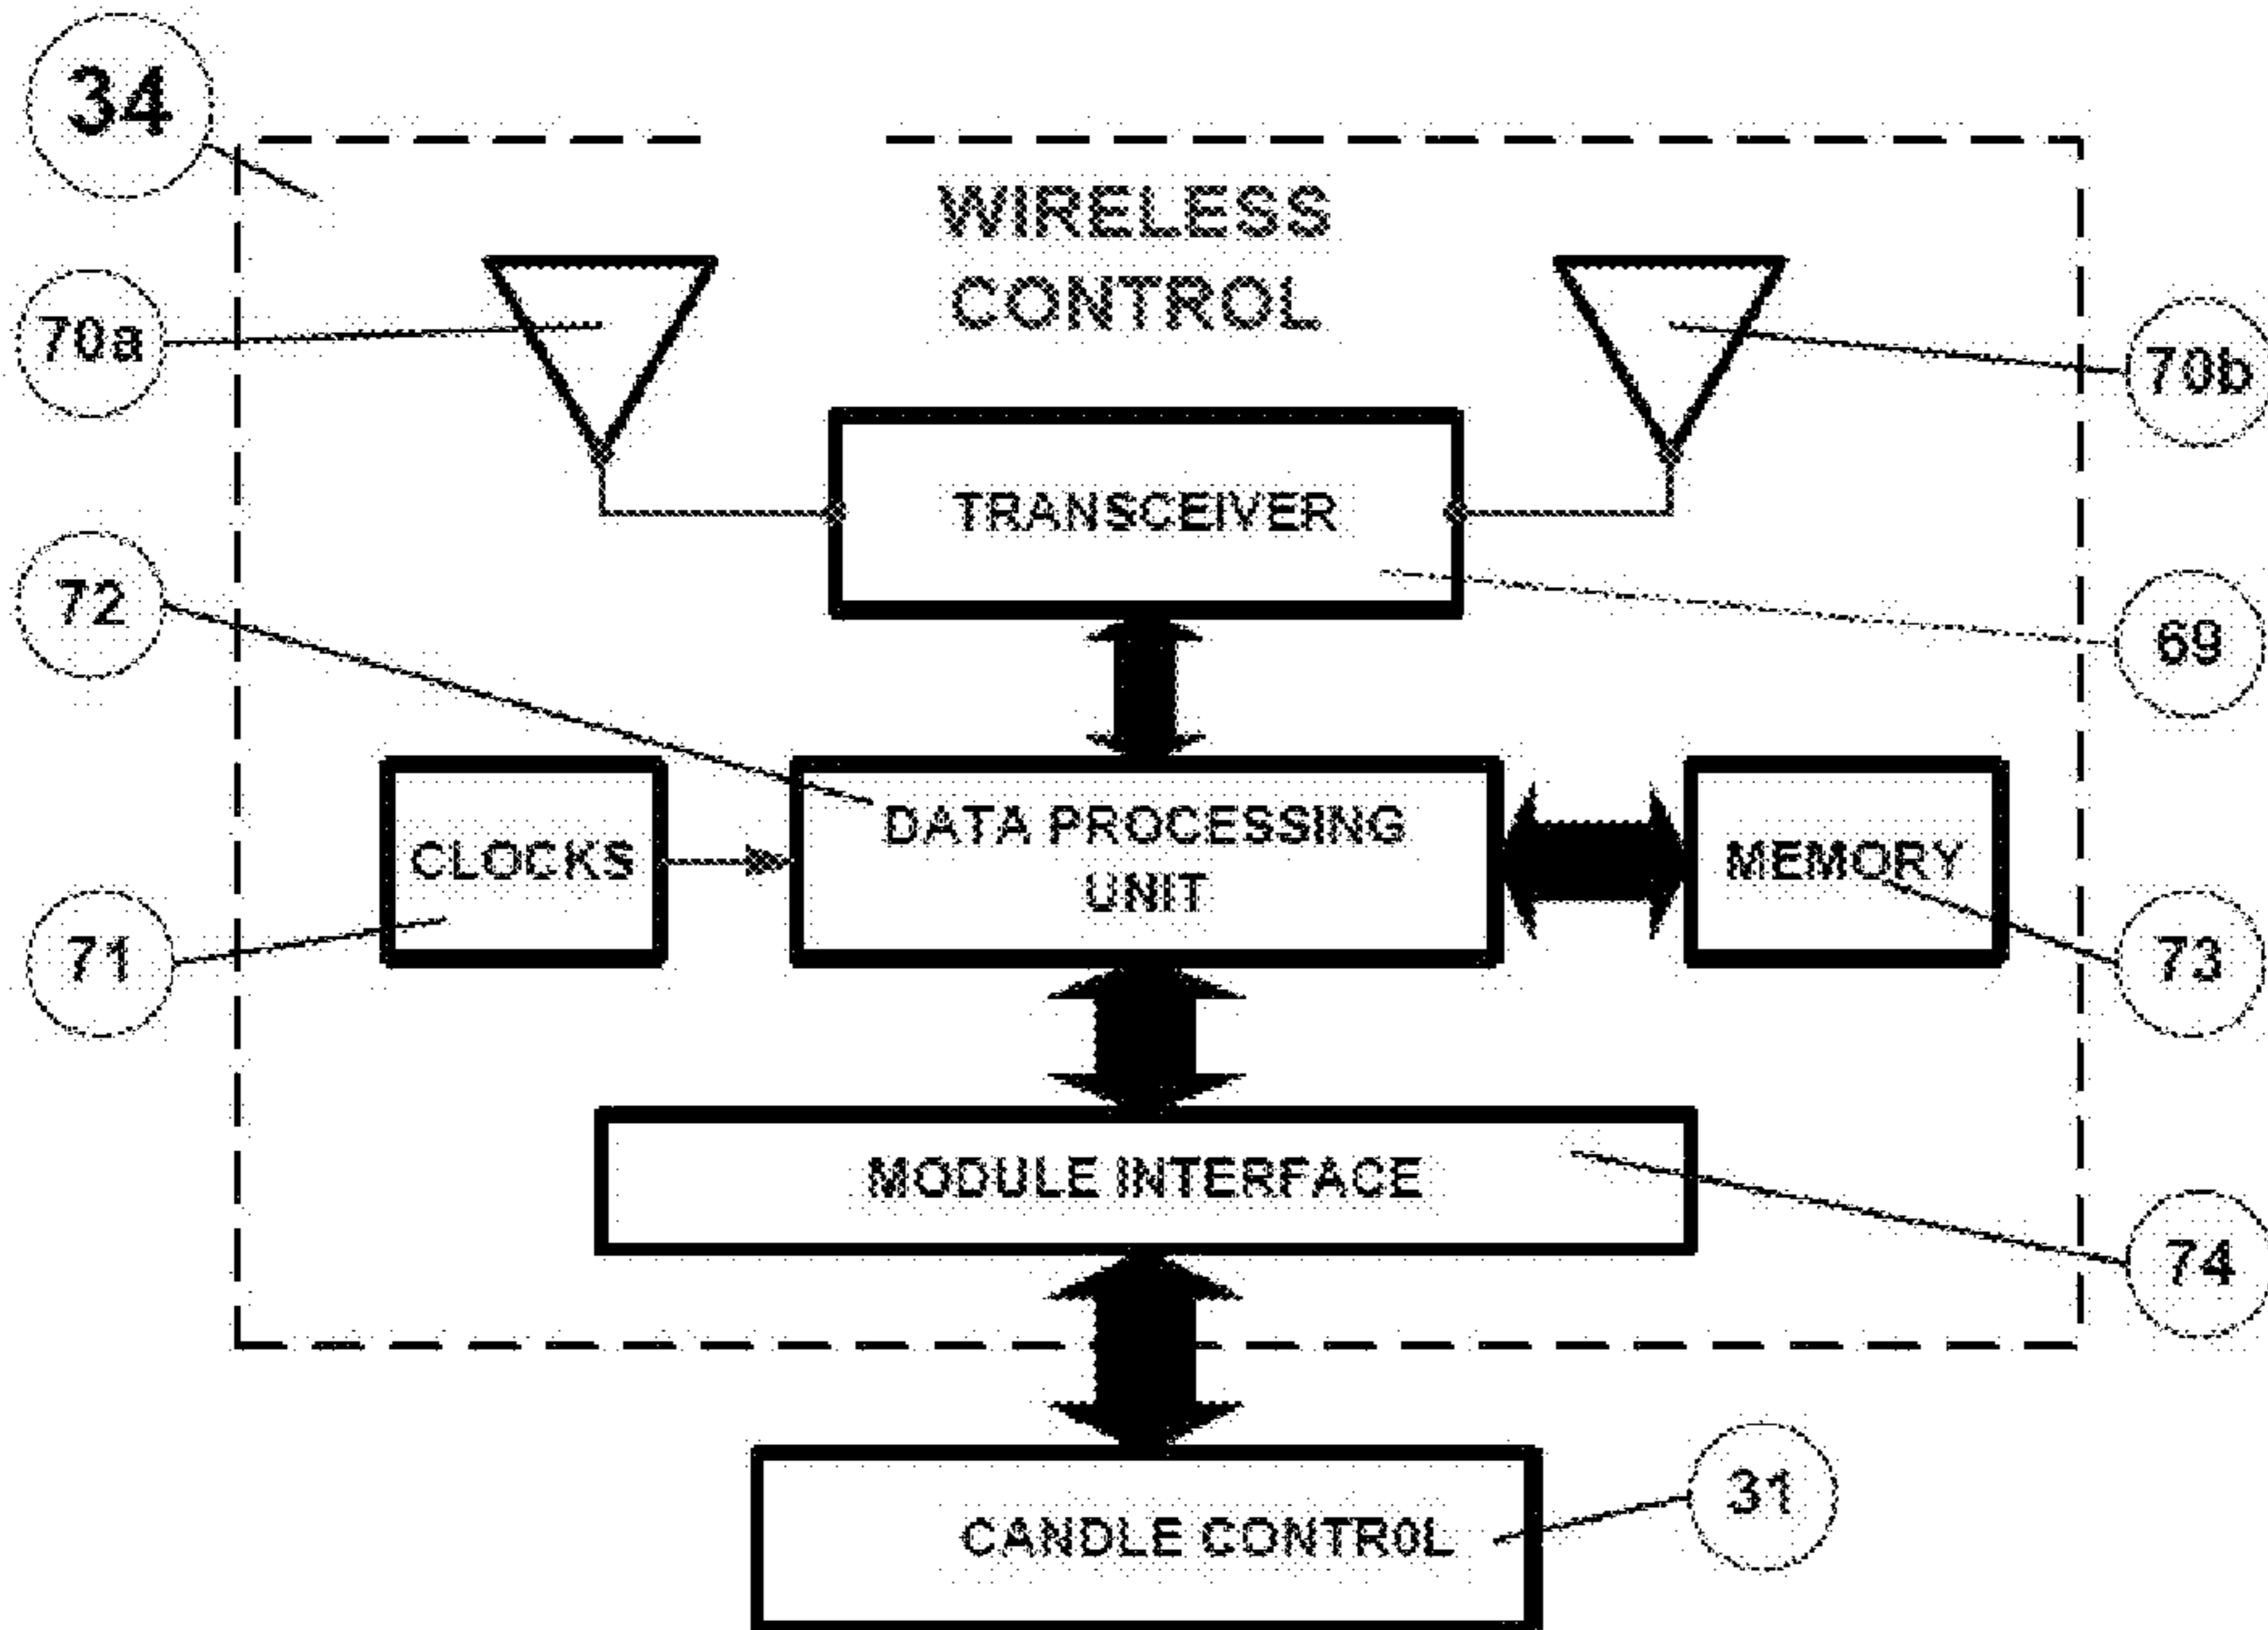 34
WIRELESS
CONTROL
70a
70b
TRANSCEIVER
72
69
CLOCKS
DATA PROCESSING
UNIT
MEMORY
71
73
MODULE INTERFACE
74
31
CANDLE CONTROL